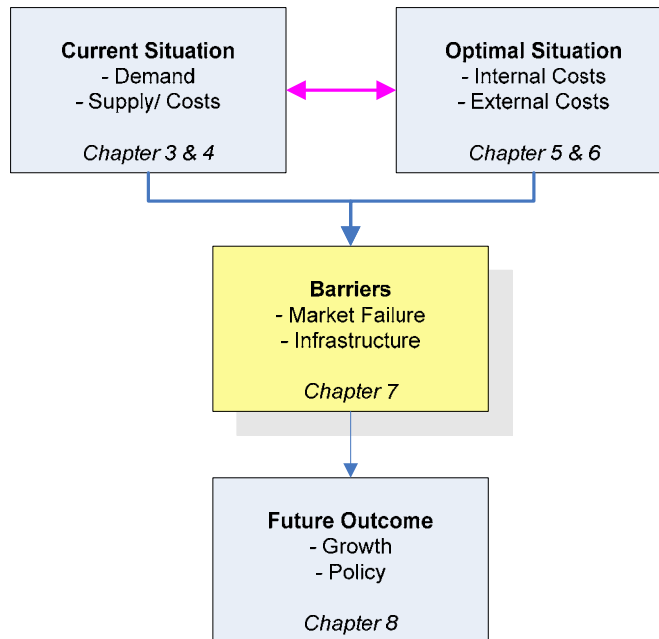 Current Situation
- Demand
- Supply/ Costs
Chapter 3 & 4
Optimal Situation
- Internal Costs
- External Costs
Chapter 5 & 6
Barriers
- Market Failure
- Infrastructure
Chapter 7
Future Outcome
- Growth
- Policy
Chapter 8